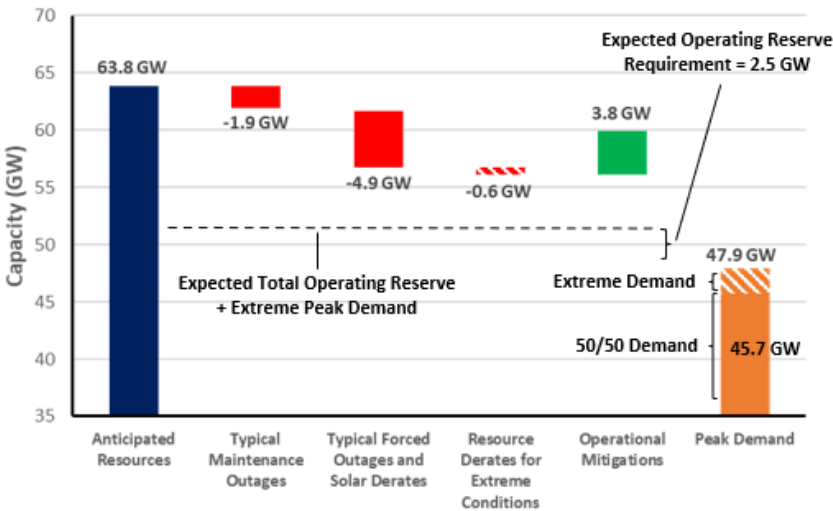 70
65
60
55
50
45
40
35
Capacity (GW)
63.8 GW
-1.9 GW
-4.9 GW
-0.6 GW
3.8 GW
Expected Operating Reserve
Requirement = 2.5 GW
Expected Total Operating Reserve
+ Extreme Peak Demand
47.9 GW
Extreme Demand
50/50 Demand
45.7 GW
Anticipated
Resources
Typical
Maintenance
Outages
Typical Forced
Outages and
Solar Derates
Resource
Derates for
Extreme
Conditions
Operational
Mitigations
Peak Demand